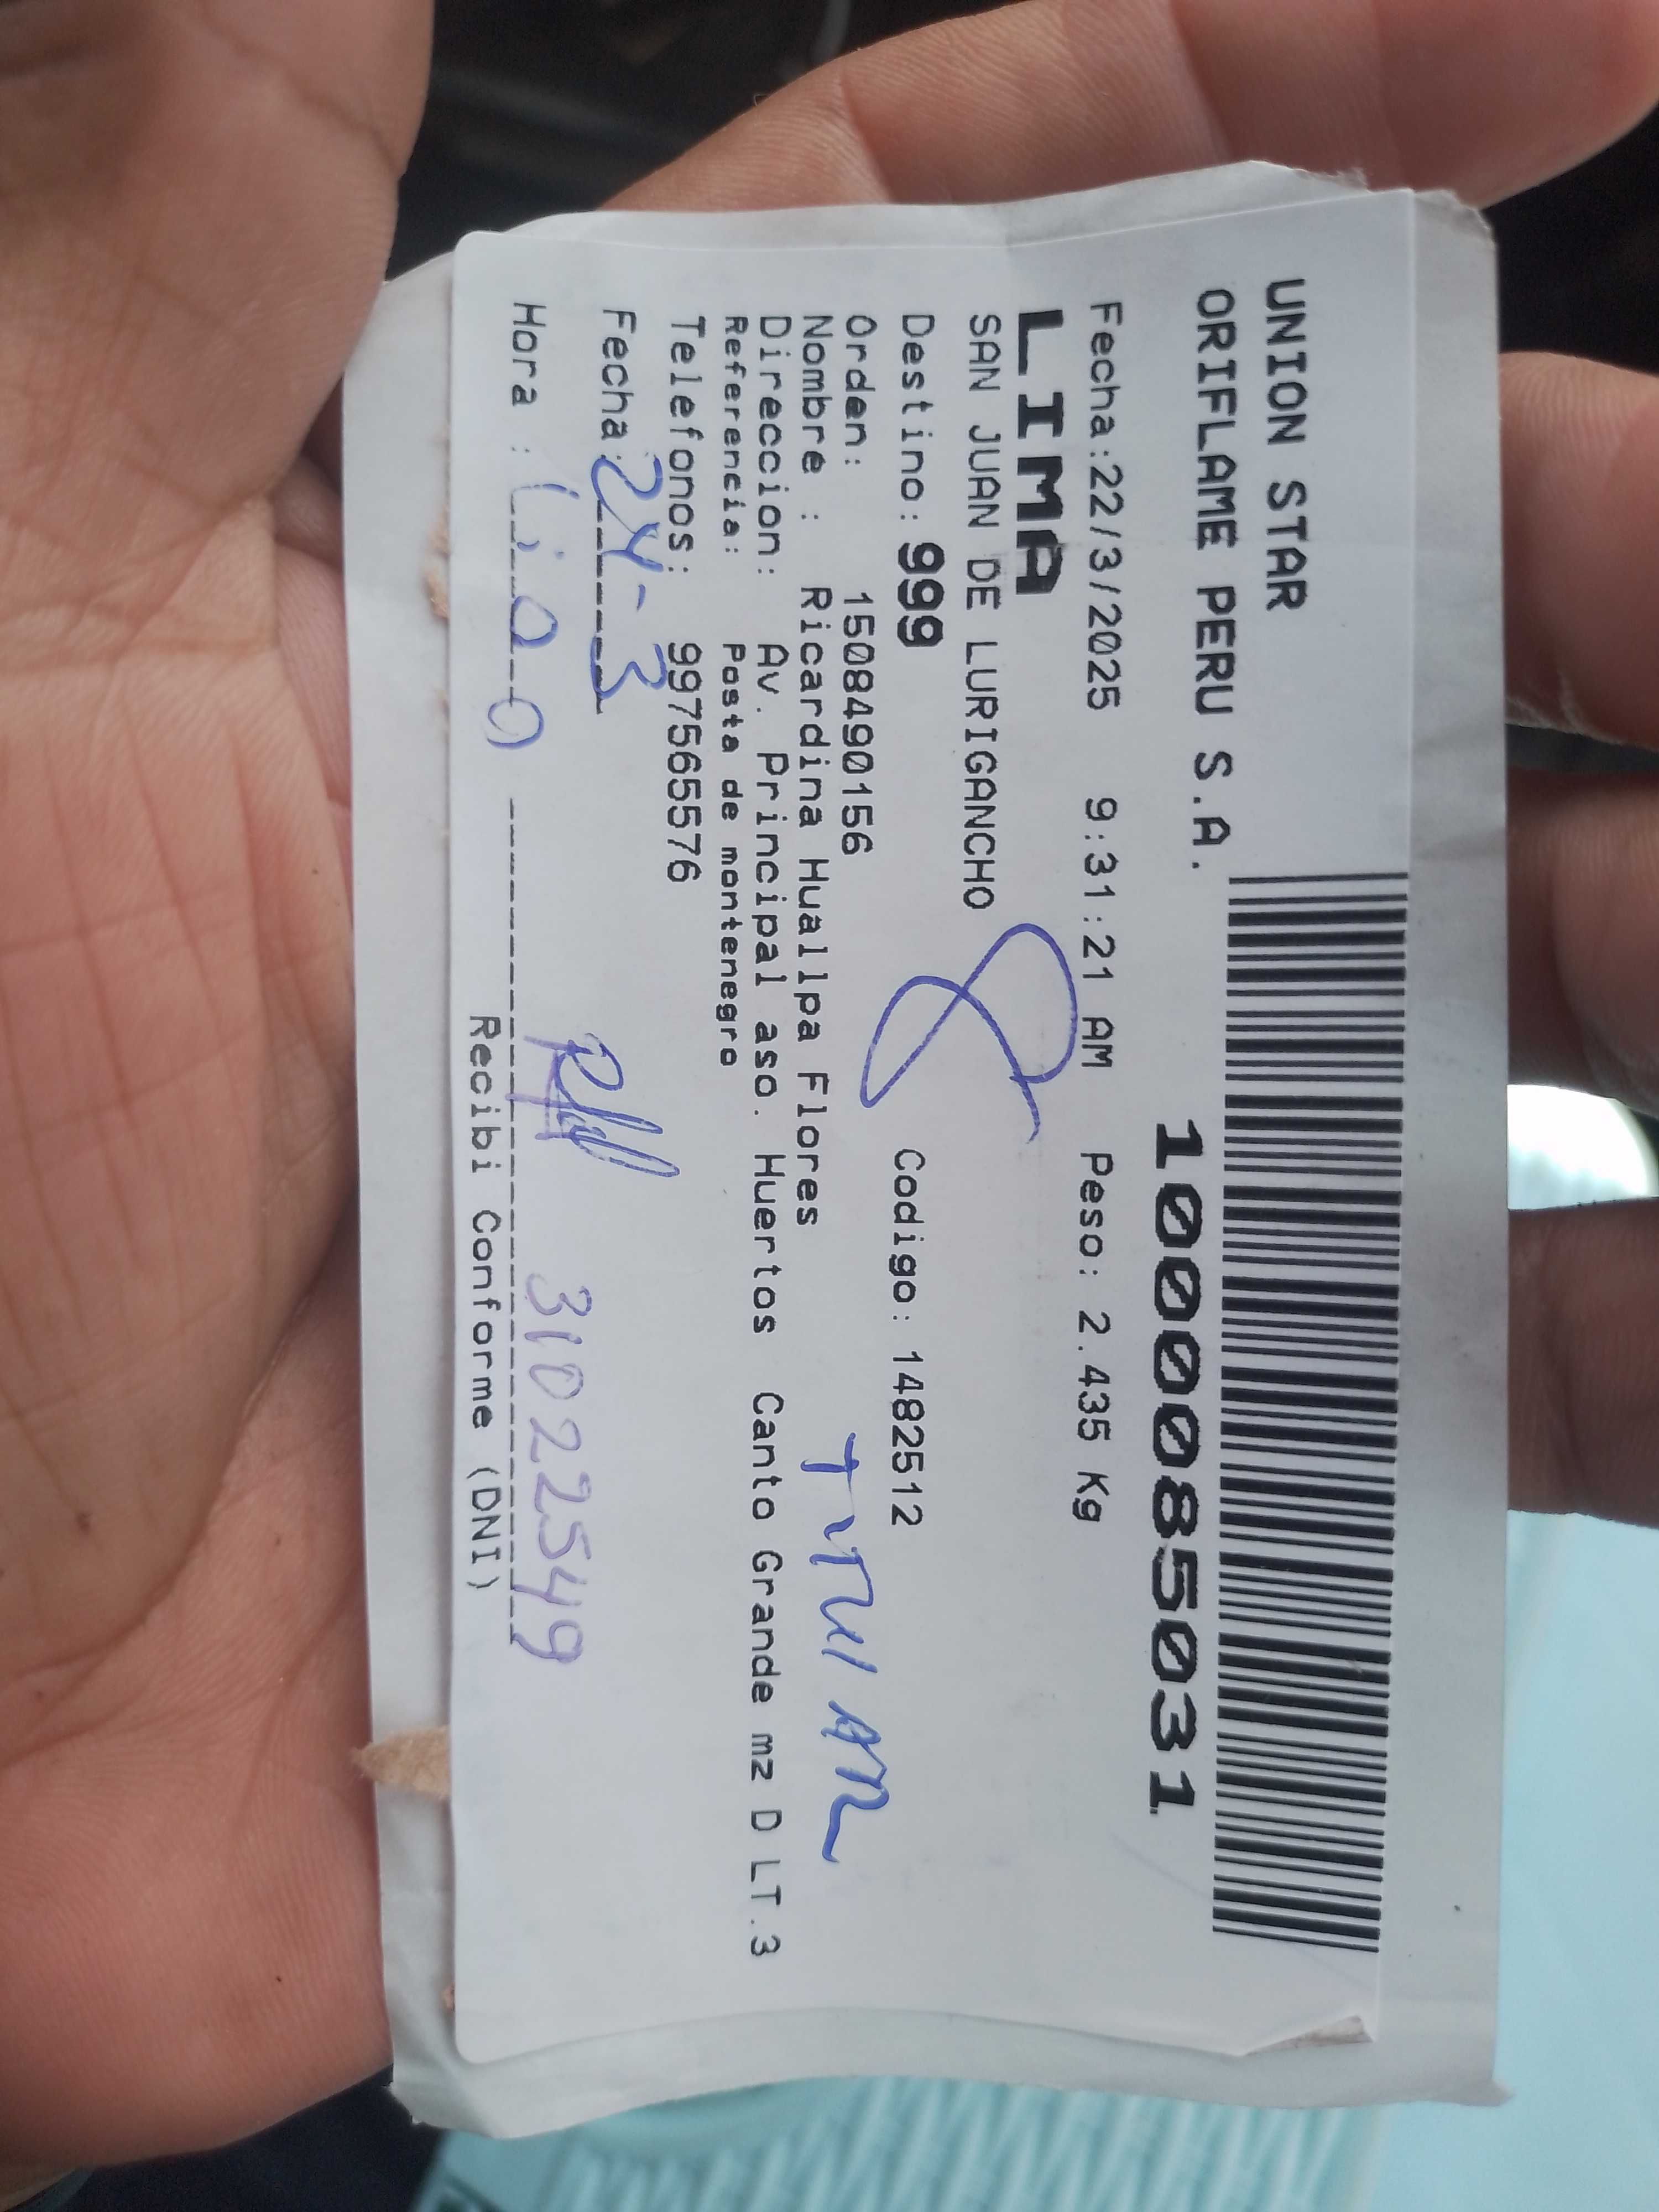 UNION STAR
ORIFLAME PERU S.A.
1000085031
Fecha:22/3/2025 9:31:21 AM Peso: 2.435 Kg
LIMA
SAN JUAN DE LURIGANCHO
Destino: 999 Codigo: 1482512
Orden: 1508490156
Nombre : Ricardina Huallpa Flores
Direccion: Av. Principal aso. Huertos Canto Grande mz D LT.3
Referencia: Posta de montenegro
Telefonos: 997565576
Fecha: 24-3
Hora :
31022549
Recibi Conforme (DNI)